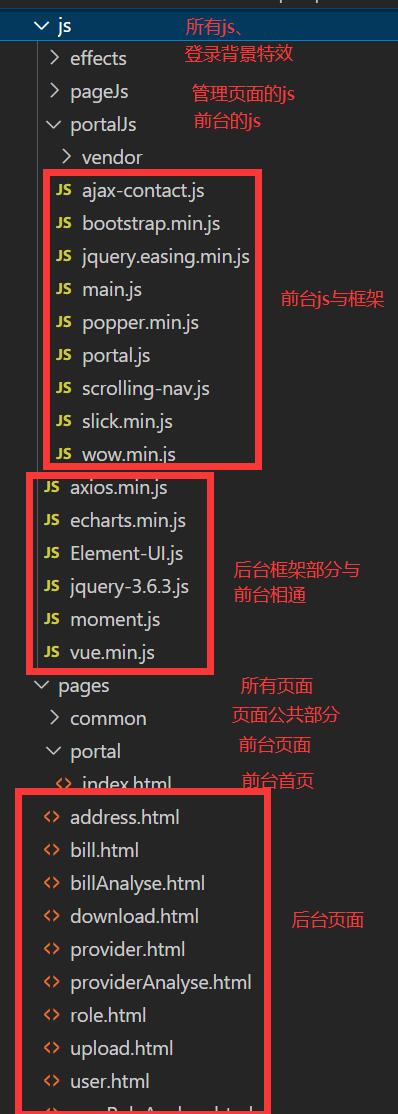 js 所有js、
effects 登录背景特效
pageJs 管理页面的js
portalJs 前台的js
vendor
JS ajax-contact.js
JS bootstrap.min.js
JS jquery.easing.min.js
JS main.js
前台js与框架
JS popper.min.js
JS portal.js
JS scrolling-nav.js
JS slick.min.js
JS wow.min.js
JS axios.min.js
JS echarts.min.js
JS Element-UI.js
后台框架部分与
前台相通
JS jquery-3.6.3.js
JS moment.js
JS vue.min.js
pages 所有页面
common 页面公共部分
portal 前台页面
<> index.html 前台首页
<> address.html
<> bill.html
<> billAnalyse.html
<> download.html
后台页面
<> provider.html
<> providerAnalyse.html
<> role.html
<> upload.html
<> user.html